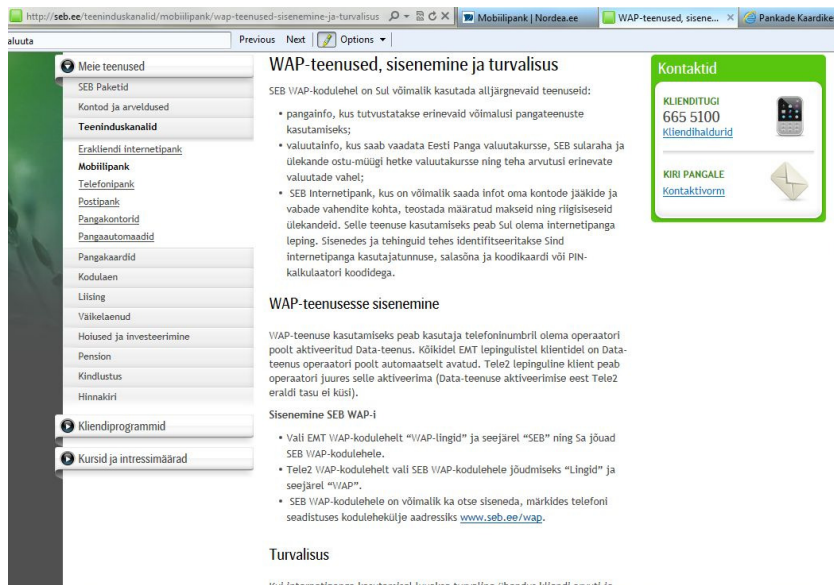 http://seb.ee/teeninduskanalid/mobiilipank/wap-teenused-sisenemine-ja-turvalisus
Mobiilipank | Nordea.ee
WAP-teenused, sisene...
Pankade Kaardike
aluuta
Previous Next Options
Meie teenused
SEB Paketid
Kontod ja arveldused
Teeninduskanalid
Erakliendi internetipank
Mobiilipank
Telefonipank
Postipank
Pangakontorid
Pangaautomaadid
Pangakaardid
Kodulaen
Liising
Väikelaenud
Hoiused ja investeerimine
Pension
Kindlustus
Hinnakiri
Kliendiprogrammid
Kursid ja intressimäärad
WAP-teenused, sisenemine ja turvalisus
SEB WAP-kodulehel on Sul võimalik kasutada alljärgnevaid teenuseid:
• pangainfo, kus tutvustatakse erinevaid võimalusi pangateenuste
kasutamiseks;
• valuutainfo, kus saab vaadata Eesti Panga valuutakursse, SEB sularaha ja
ülekande ostu-müügi hetke valuutakursse ning teha arvutusi erinevate
valuutade vahel;
• SEB Internetipank, kus on võimalik saada infot oma kontode jääkide ja
vabade vahendite kohta, teostada määratud makseid ning riigisiseseid
ülekandeid. Selle teenuse kasutamiseks peab Sul olema internetipanga
leping. Sisenedes ja tehinguid tehes identifitseeritakse Sind
internetipanga kasutajatunnuse, salasõna ja koodikaardi või PIN-
kalkulaatori koodidega.
WAP-teenusesse sisenemine
WAP-teenuse kasutamiseks peab kasutaja telefoninumbril olema operaatori
poolt aktiveeritud Data-teenus. Kõikidel EMT lepingulistel klientidel on Data-
teenus operaatori poolt automaatselt avatud. Tele2 lepinguline klient peab
operaatori juures selle aktiveerima (Data-teenuse aktiveerimise eest Tele2
eraldi tasu ei küsi).
Sisenemine SEB WAP-i
• Vali EMT WAP-kodulehelt “WAP-lingid” ja seejärel “SEB” ning Sa jõuad
SEB WAP-kodulehele.
• Tele2 WAP-kodulehelt vali SEB WAP-kodulehele jõudmiseks “Lingid” ja
seejärel “WAP”.
• SEB WAP-kodulehele on võimalik ka otse siseneda, märkides telefoni
seadistuses kodulehekülje aadressiks www.seb.ee/wap.
Turvalisus
Kontaktid
KLIENDITUGI
665 5100
Kliendihaldurid
KIRI PANGALE
Kontaktivorm